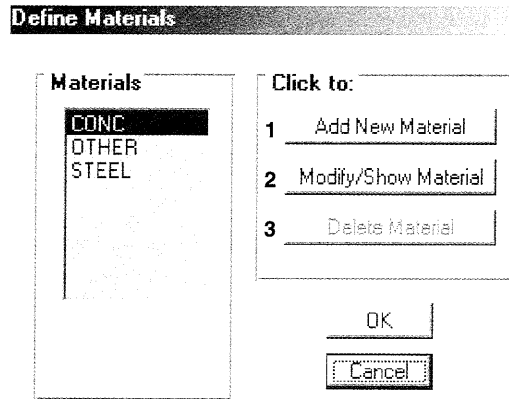 Define Materials
Materials
CONC
OTHER
STEEL
Click to:
1 Add New Material
2 Modify/Show Material
3 Delete Material
OK
Cancel